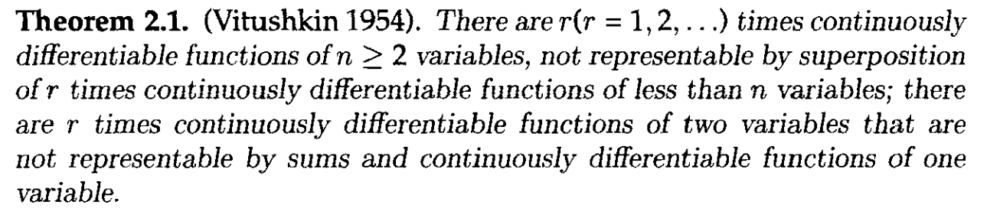 Theorem 2.1. (Vitushkin 1954). There are r(r = 1, 2, . . .) times continuously
differentiable functions of n ≥ 2 variables, not representable by superposition
of r times continuously differentiable functions of less than n variables; there
are r times continuously differentiable functions of two variables that are
not representable by sums and continuously differentiable functions of one
variable.